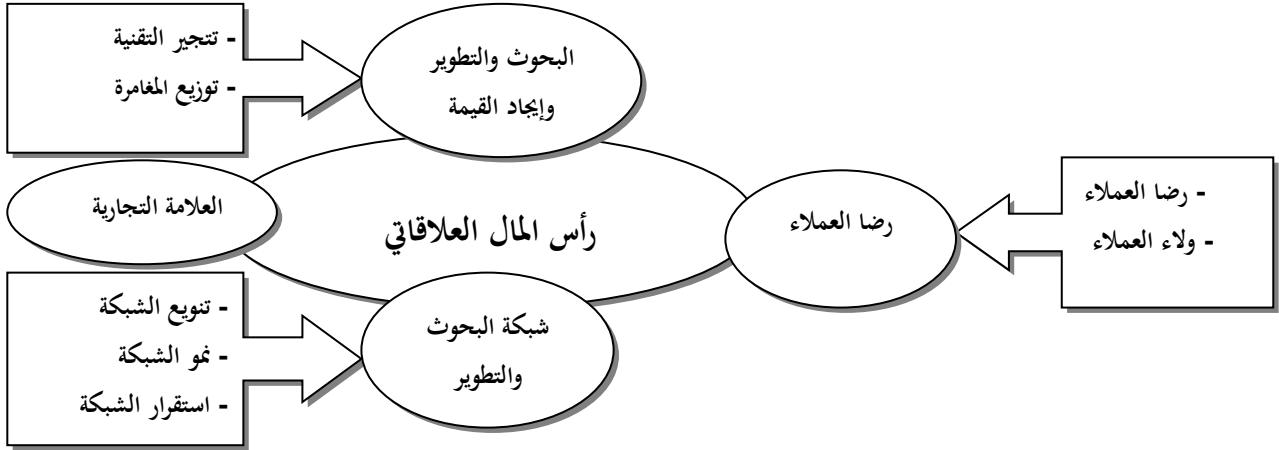 - تتجير التقنية
- توزيع المغامرة
البحوث والتطوير
وإيجاد القيمة
العلامة التجارية
رأس المال العلاقاتي
رضا العملاء
- رضا العملاء
- ولاء العملاء
- تنويع الشبكة
- نمو الشبكة
- استقرار الشبكة
شبكة البحوث
والتطوير